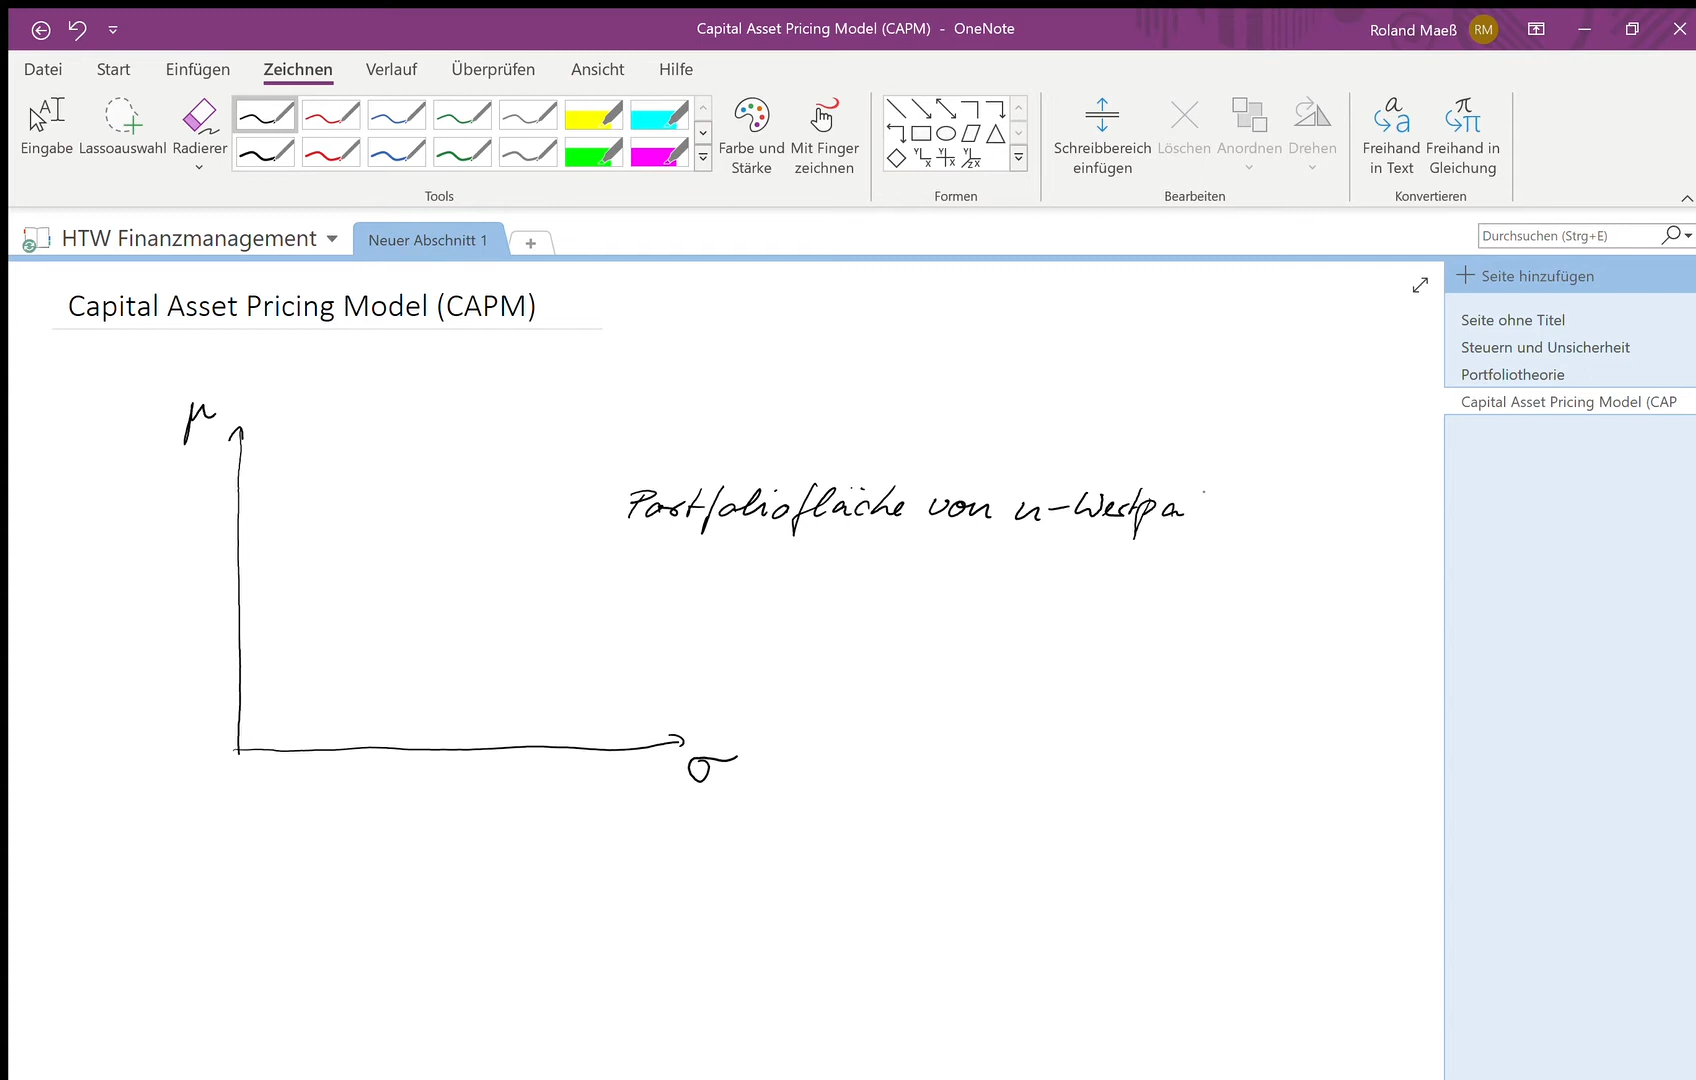 Capital Asset Pricing Model (CAPM) - OneNote
Roland Maeß RM
Datei Start Einfügen Zeichnen Verlauf Überprüfen Ansicht Hilfe
Eingabe Lassoauswahl Radierer
Farbe und Stärke
Mit Finger zeichnen
Schreibbereich einfügen
Löschen Anordnen Drehen
Freihand in Text
Freihand in Gleichung
Tools Formen Bearbeiten Konvertieren
HTW Finanzmanagement
Neuer Abschnitt 1
Durchsuchen (Strg+E)
Capital Asset Pricing Model (CAPM)
Seite hinzufügen
Seite ohne Titel
Steuern und Unsicherheit
Portfoliotheorie
Capital Asset Pricing Model (CAP
μ
Portfoliofläche von n-Wertpa
σ